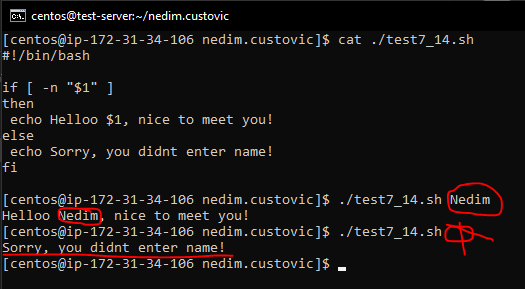 centos@test-server:~/nedim.custovic
[centos@ip-172-31-34-106 nedim.custovic]$ cat ./test7_14.sh
#!/bin/bash
if [ -n "$1" ]
then
echo Helloo $1, nice to meet you!
else
echo Sorry, you didnt enter name!
fi
[centos@ip-172-31-34-106 nedim.custovic]$ ./test7_14.sh Nedim
Helloo Nedim, nice to meet you!
[centos@ip-172-31-34-106 nedim.custovic]$ ./test7_14.sh
Sorry, you didnt enter name!
[centos@ip-172-31-34-106 nedim.custovic]$